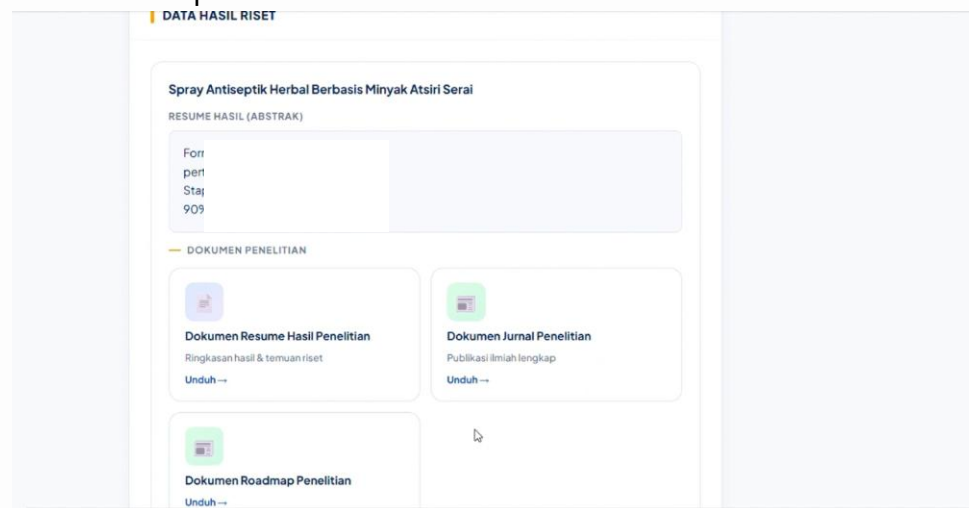 DATA HASIL RISET
Spray Antiseptik Herbal Berbasis Minyak Atsiri Serai
RESUME HASIL (ABSTRAK)
90%
DOKUMEN PENELITIAN
Dokumen Resume Hasil Penelitian
Ringkasan hasil & temuan riset
Unduh →
Dokumen Jurnal Penelitian
Publikasi ilmiah lengkap
Unduh →
Dokumen Roadmap Penelitian
Unduh →